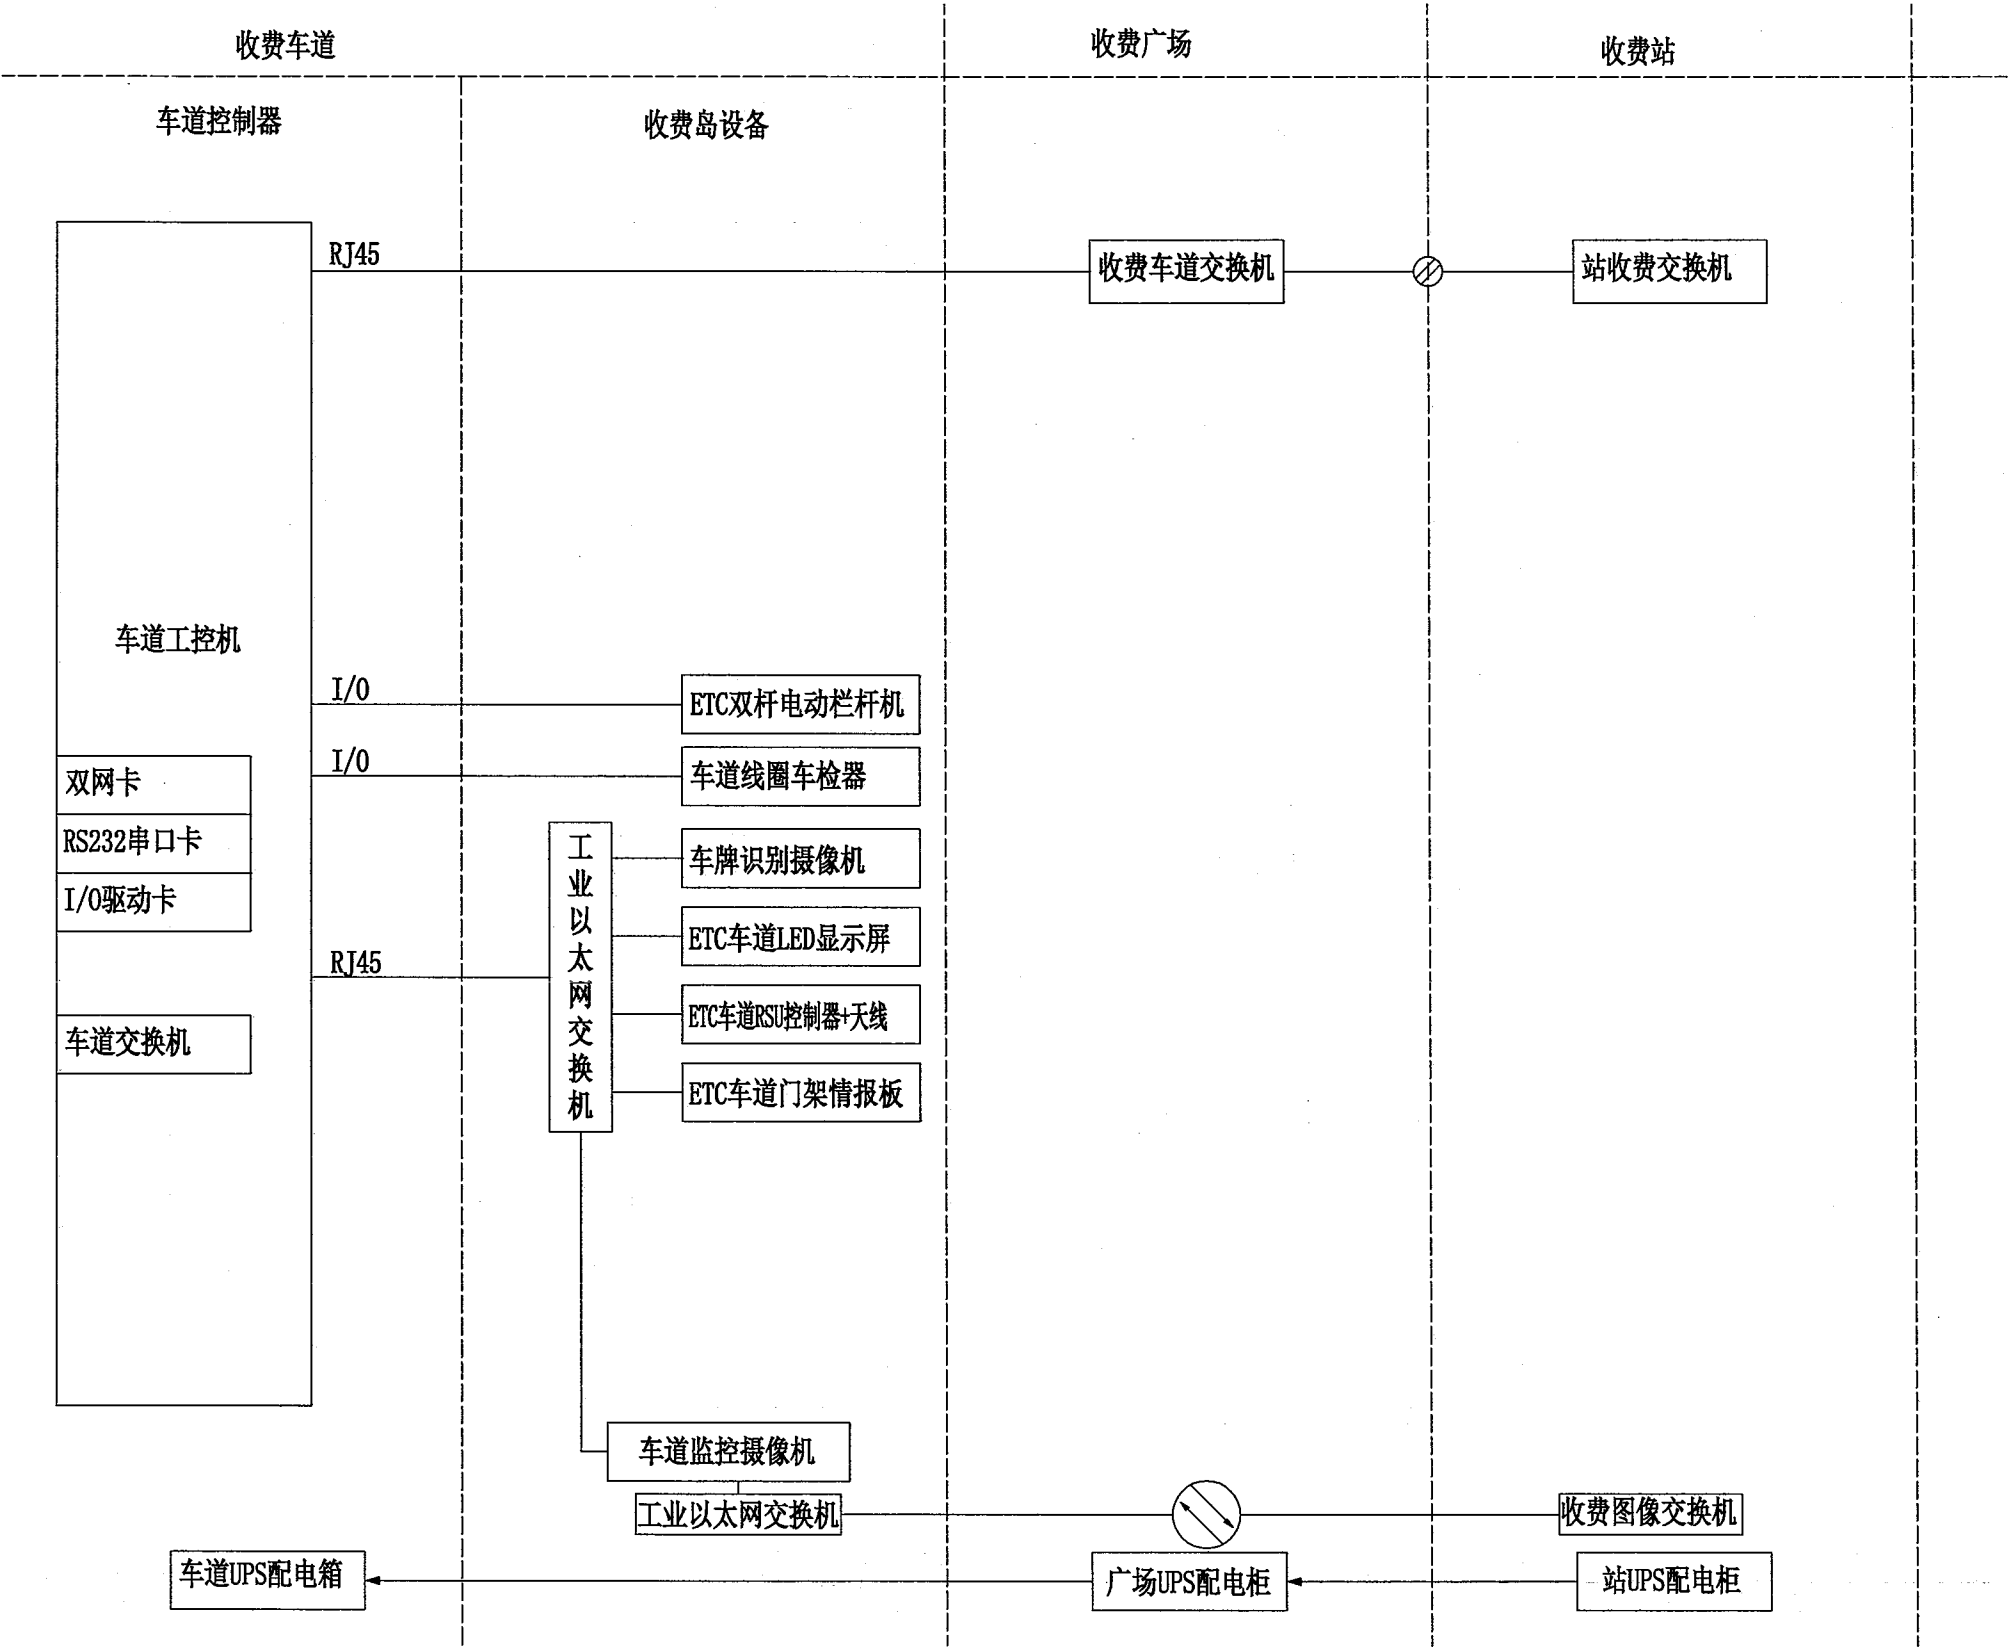 收费车道
收费广场
收费站
车道控制器
收费岛设备
RJ45
收费车道交换机
站收费交换机
车道工控机
I/O
ETC双杆电动栏杆机
I/O
车道线圈车检器
双网卡
RS232串口卡
I/O驱动卡
工业以太网交换机
车牌识别摄像机
ETC车道LED显示屏
RJ45
ETC车道RSU控制器+天线
车道交换机
ETC车道门架情报板
车道监控摄像机
工业以太网交换机
收费图像交换机
车道UPS配电箱
广场UPS配电柜
站UPS配电柜